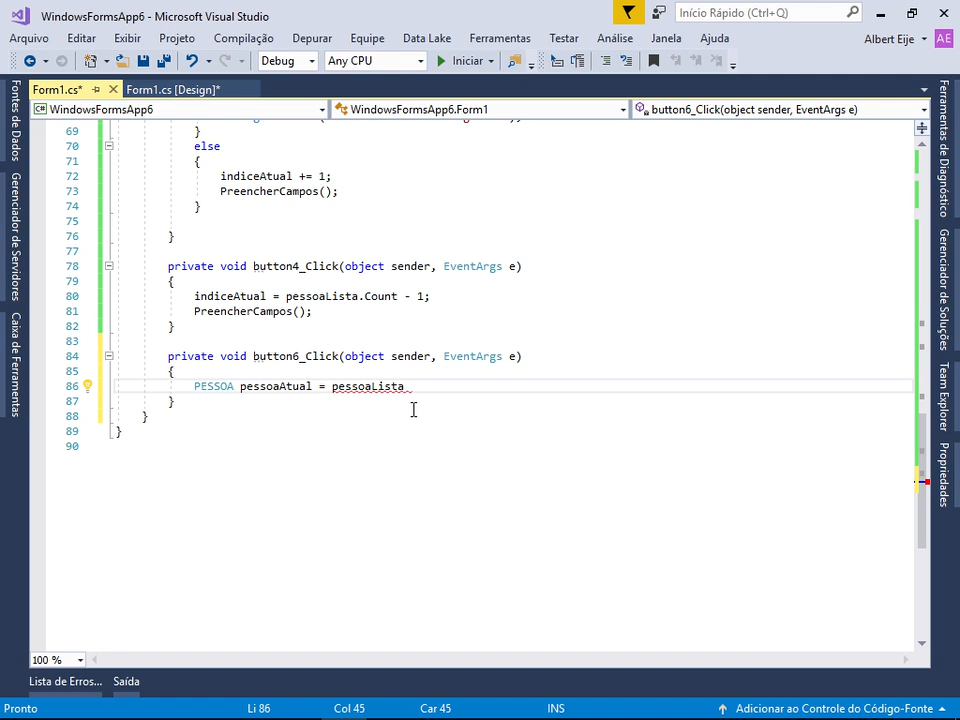 WindowsFormsApp6 - Microsoft Visual Studio
Início Rápido (Ctrl+Q)
Arquivo Editar Exibir Projeto Compilação Depurar Equipe Data Lake Ferramentas Testar Análise Janela Ajuda
Albert Eije AE
Debug Any CPU Iniciar
Form1.cs* Form1.cs [Design]*
C# WindowsFormsApp6 WindowsFormsApp6.Form1 button6_Click(object sender, EventArgs e)
Fontes de Dados
Gerenciador de Servidores
Caixa de Ferramentas
69 }
70 else
71 {
72 indiceAtual += 1;
73 PreencherCampos();
74 }
75
76 }
77
78 private void button4_Click(object sender, EventArgs e)
79 {
80 indiceAtual = pessoaLista.Count - 1;
81 PreencherCampos();
82 }
83
84 private void button6_Click(object sender, EventArgs e)
85 {
86 PESSOA pessoaAtual = pessoaLista
87 }
88 }
89 }
90
Ferramentas de Diagnóstico
Gerenciador de Soluções
Team Explorer
Propriedades
100 %
Lista de Erros... Saída
Pronto Li 86 Col 45 Car 45 INS Adicionar ao Controle do Código-Fonte